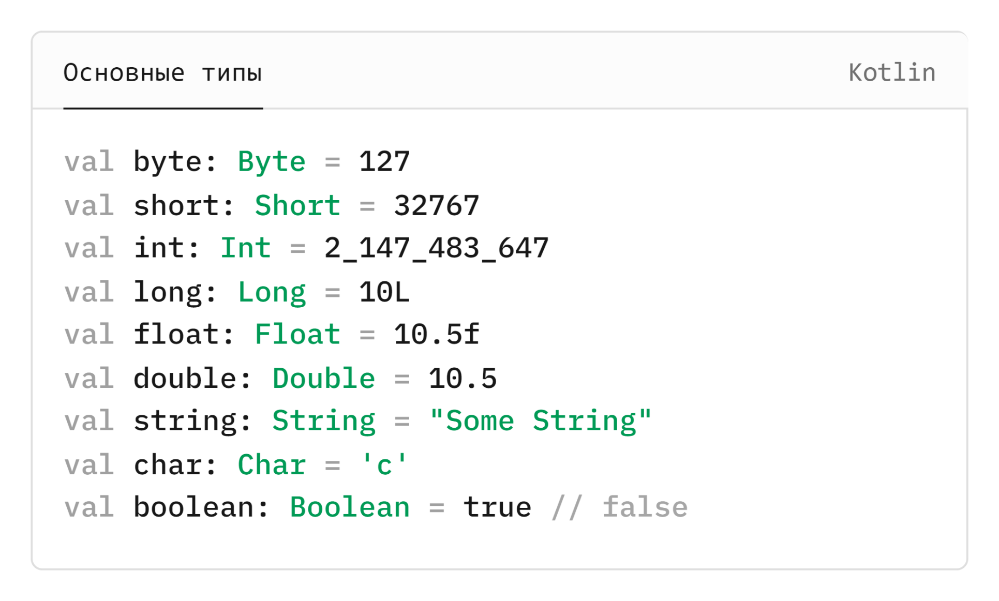 Основные типы
Kotlin
val byte: Byte = 127
val short: Short = 32767
val int: Int = 2_147_483_647
val long: Long = 10L
val float: Float = 10.5f
val double: Double = 10.5
val string: String = "Some String"
val char: Char = 'c'
val boolean: Boolean = true // false